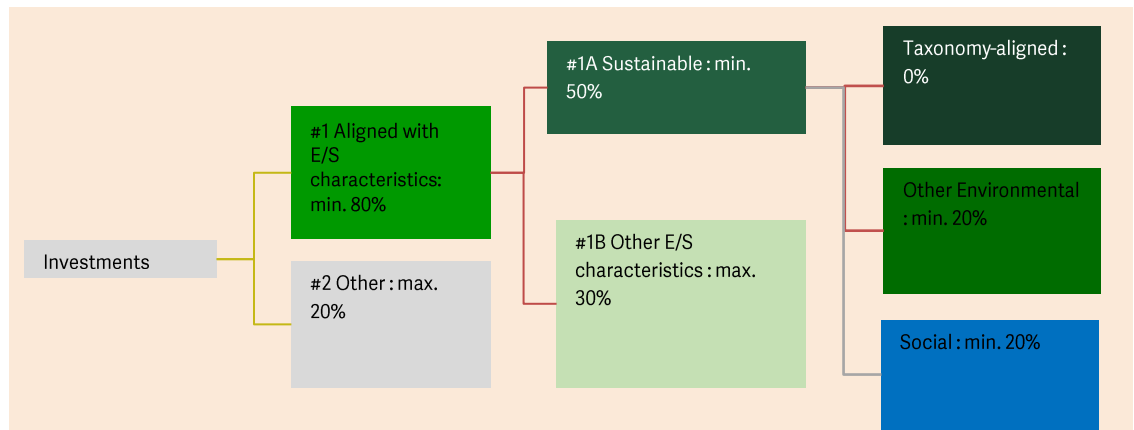 Investments
#1 Aligned with
E/S
characteristics:
min. 80%
#2 Other : max.
20%
#1A Sustainable : min.
50%
#1B Other E/S
characteristics : max.
30%
Taxonomy-aligned :
0%
Other Environmental
: min. 20%
Social : min. 20%